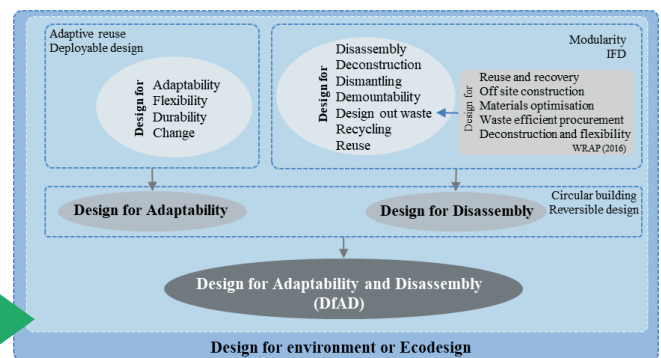 Adaptive reuse
Deployable design
Design for
Adaptability
Flexibility
Durability
Change
Design for
Disassembly
Deconstruction
Dismantling
Demountability
Design out waste
Recycling
Reuse
Modularity
IFD
Design for
Reuse and recovery
Off site construction
Materials optimisation
Waste efficient procurement
Deconstruction and flexibility
WRAP (2016)
Circular building
Reversible design
Design for Adaptability
Design for Disassembly
Design for Adaptability and Disassembly
(DfAD)
Design for environment or Ecodesign